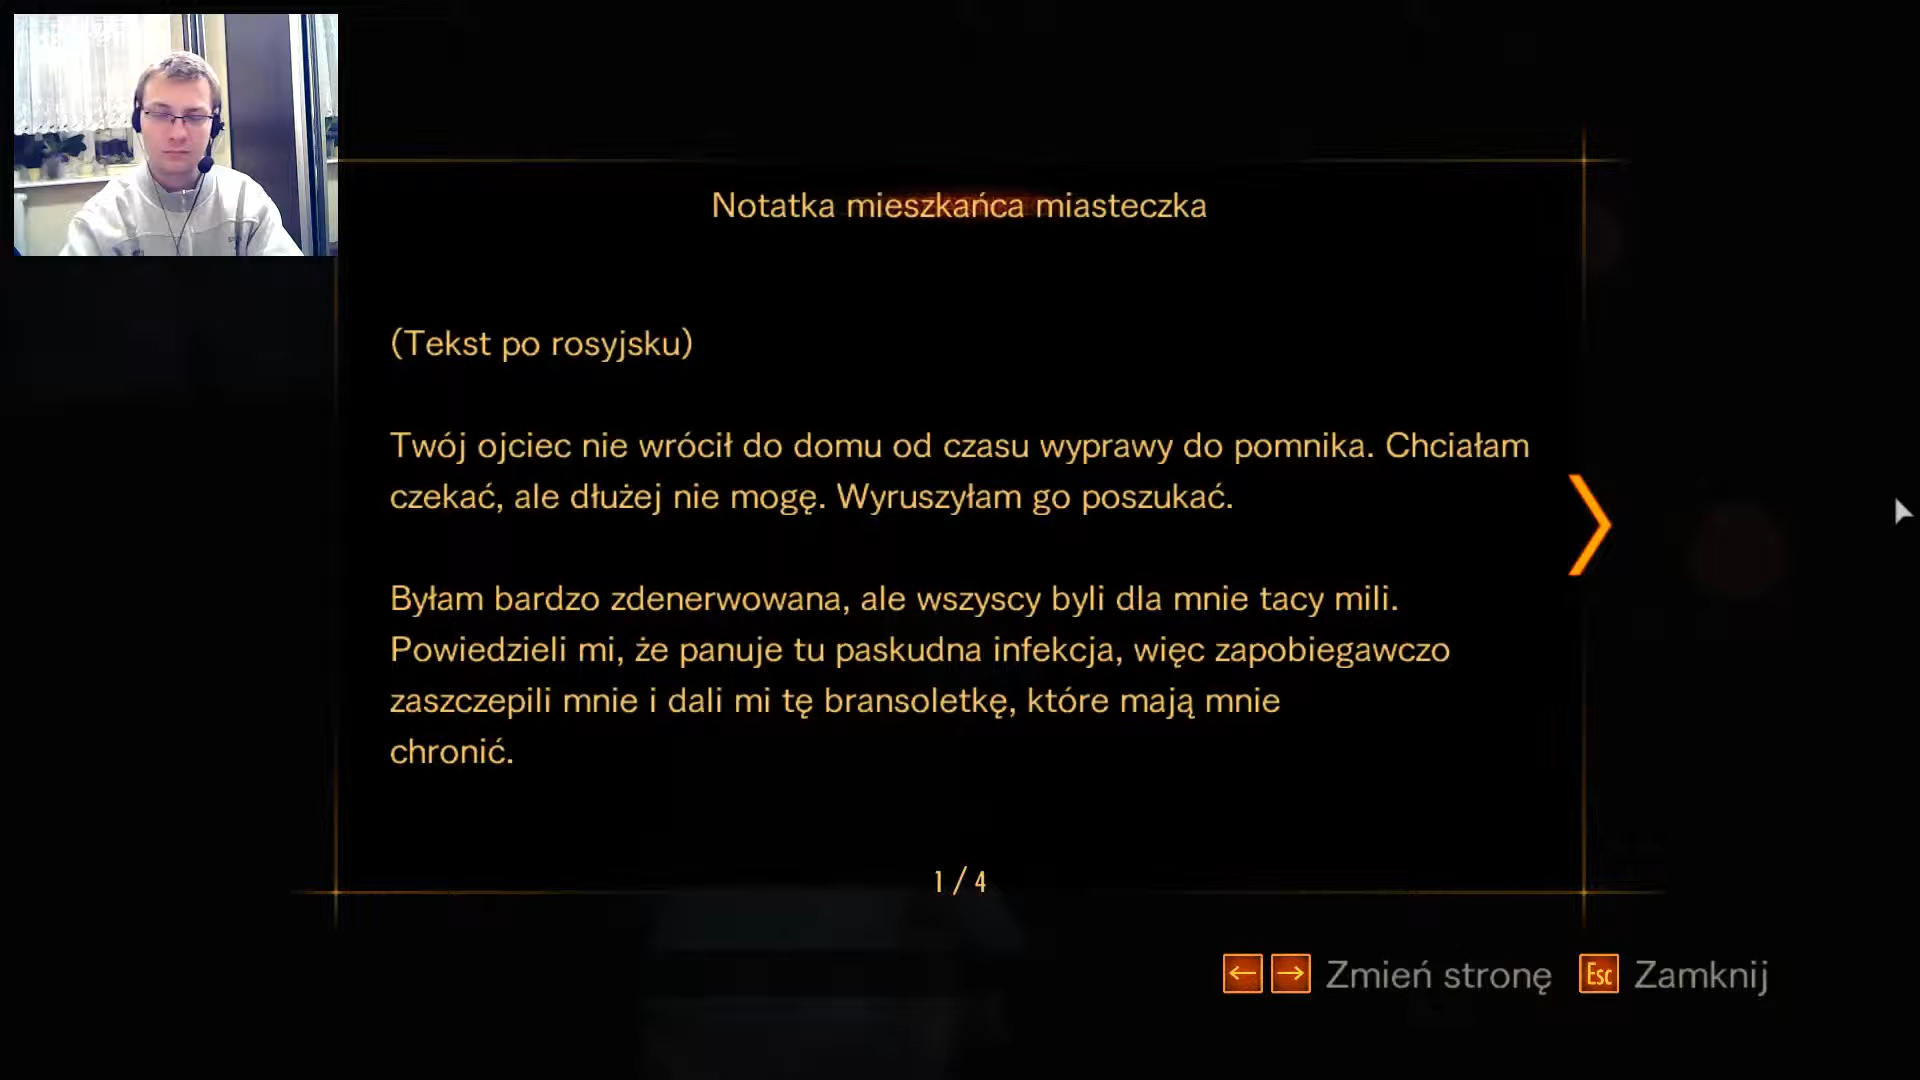 Notatka mieszkańca miasteczka
(Tekst po rosyjsku)
Twój ojciec nie wrócił do domu od czasu wyprawy do pomnika. Chciałam
czekać, ale dłużej nie mogę. Wyruszyłam go poszukać.
Byłam bardzo zdenerwowana, ale wszyscy byli dla mnie tacy mili.
Powiedzieli mi, że panuje tu paskudna infekcja, więc zapobiegawczo
zaszczepili mnie i dali mi tę bransoletkę, które mają mnie
chronić.
1 / 4
← → Zmień stronę Esc Zamknij